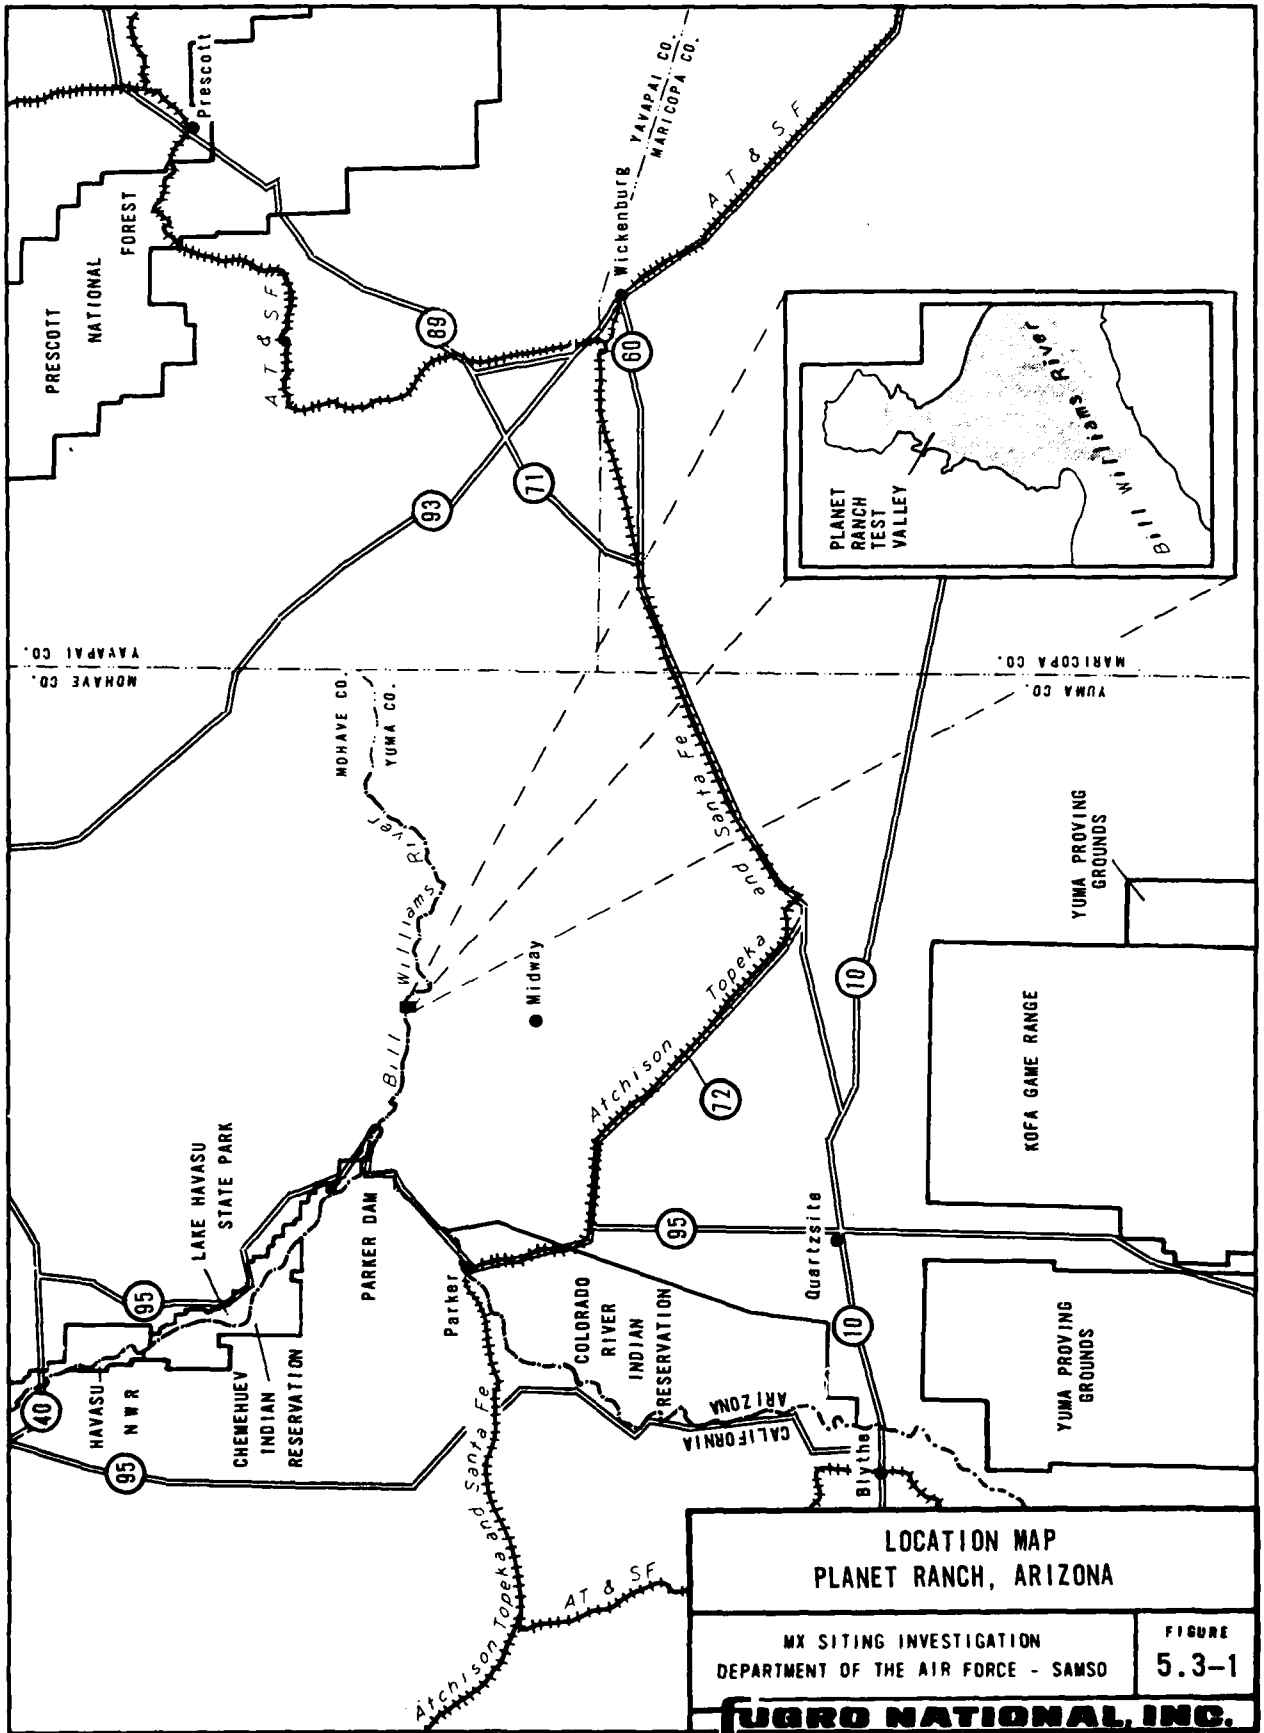 Prescott
PRESCOTT
NATIONAL
FOREST
A T & S F
89
YAVAPAI CO.
MARICOPA CO.
Wickenburg
A T & S F
60
71
93
YAVAPAI CO.
MOHAVE CO.
MOHAVE CO.
YUMA CO.
MARICOPA CO.
YUMA CO.
PLANET
RANCH
TEST
VALLEY
Bill Williams River
Bill Williams River
Midway
Atchison Topeka and Santa Fe
72
10
YUMA PROVING
GROUNDS
KOFA GAME RANGE
LAKE HAVASU
STATE PARK
PARKER DAM
95
95
Parker
Quartzsite
COLORADO
RIVER
INDIAN
RESERVATION
10
40
HAVASU
NWR
CHEMEHUEV
INDIAN
RESERVATION
95
CALIFORNIA
ARIZONA
Blythe
YUMA PROVING
GROUNDS
Atchison Topeka and Santa Fe
AT & SF
LOCATION MAP
PLANET RANCH, ARIZONA
MX SITING INVESTIGATION
DEPARTMENT OF THE AIR FORCE - SAMSO
FIGURE
5.3-1
FUGRO NATIONAL, INC.